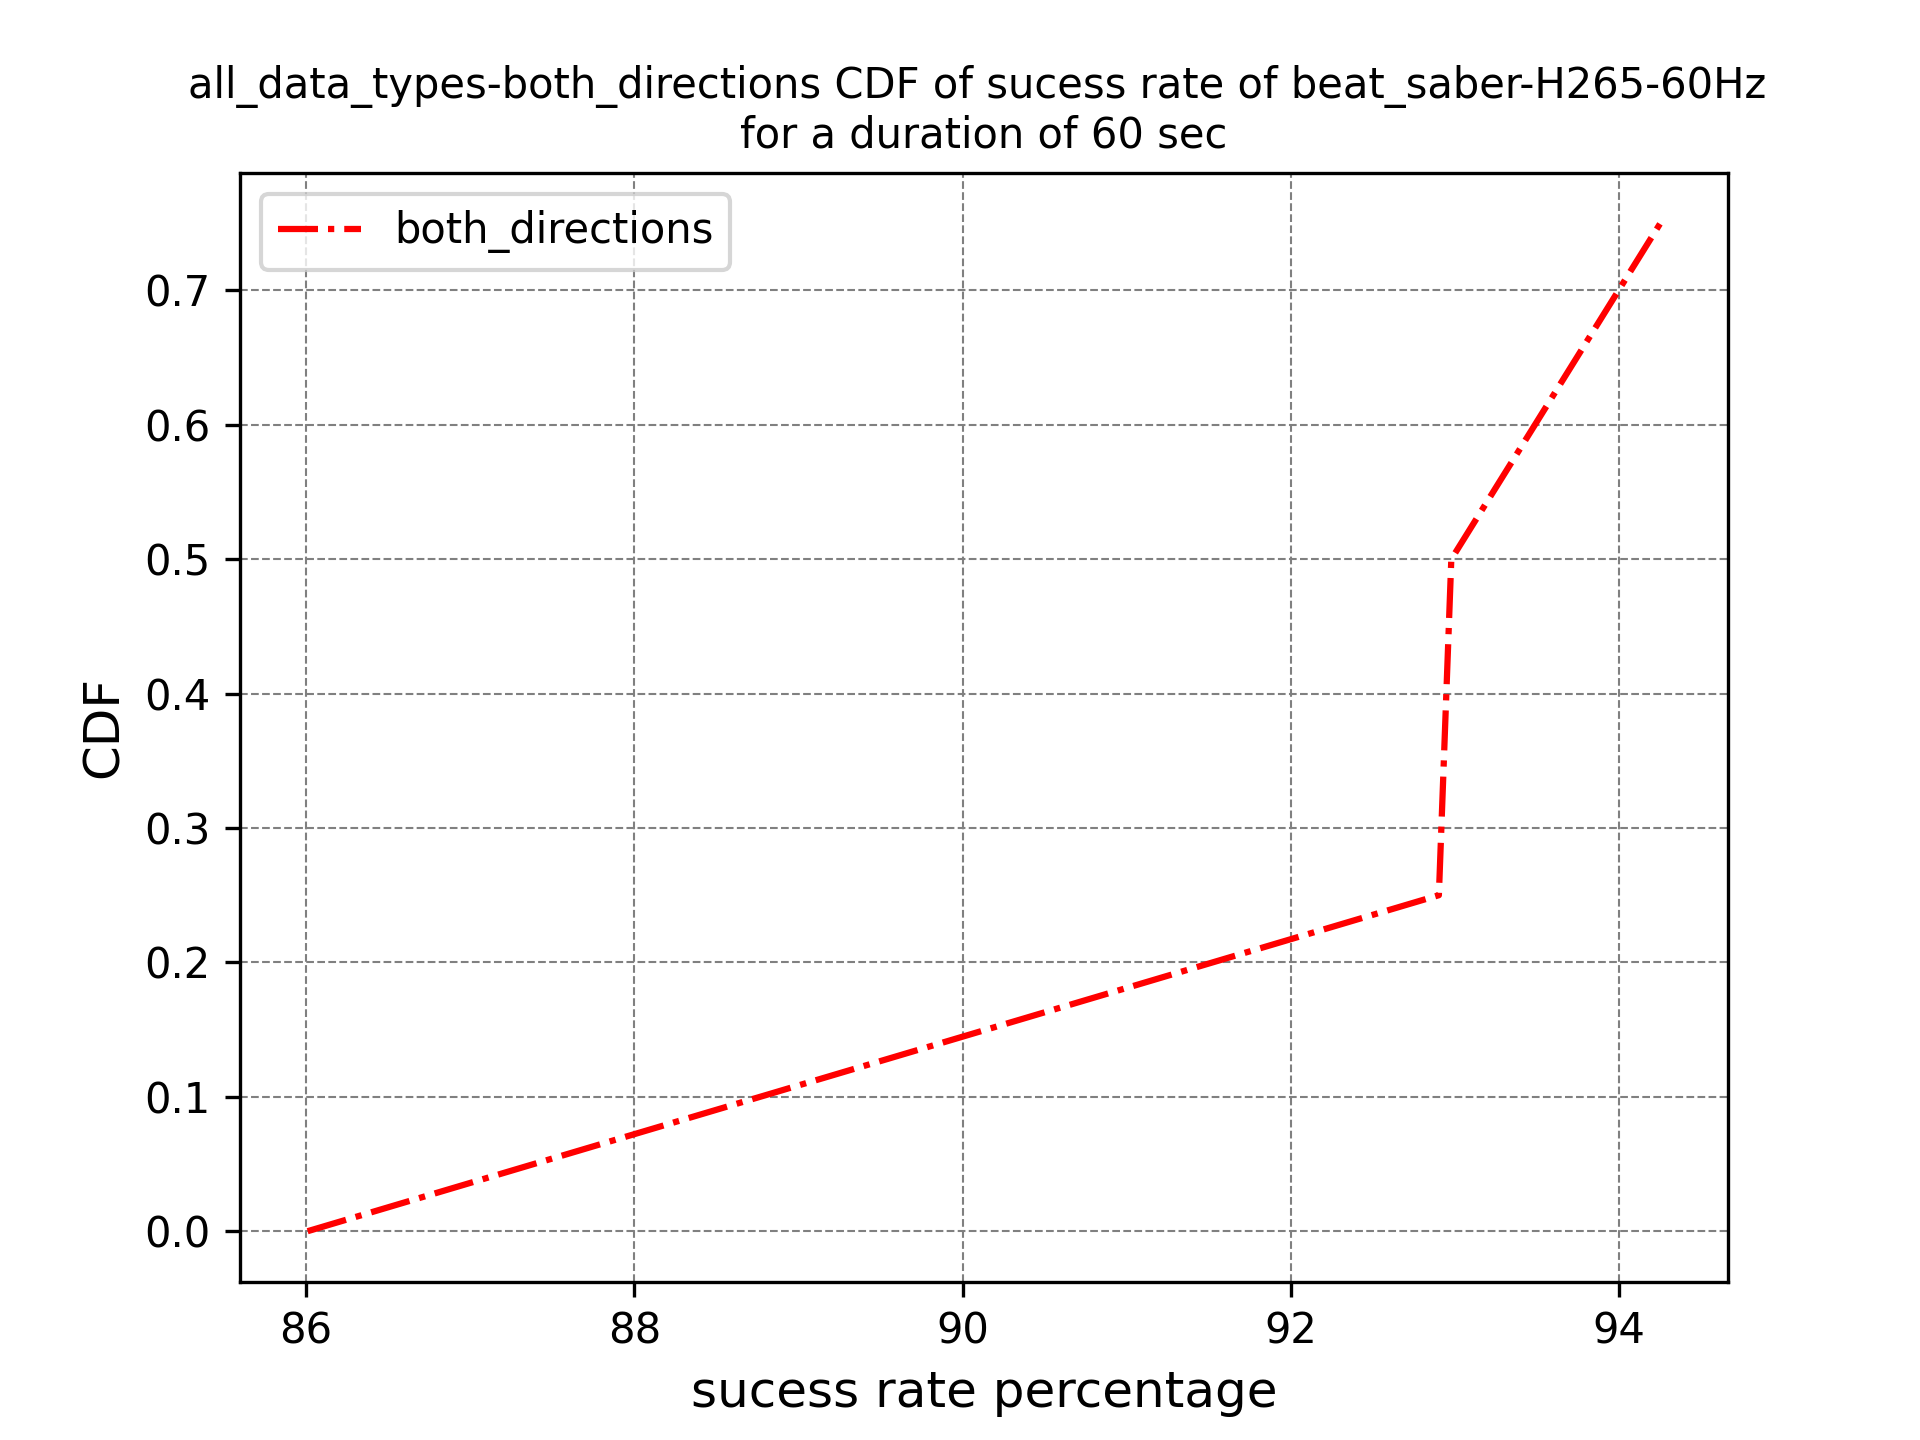 all_data_types-both_directions CDF of sucess rate of beat_saber-H265-60Hz
for a duration of 60 sec
both_directions
0.7
0.6
0.5
0.4
0.3
0.2
0.1
0.0
CDF
86 88 90 92 94
sucess rate percentage